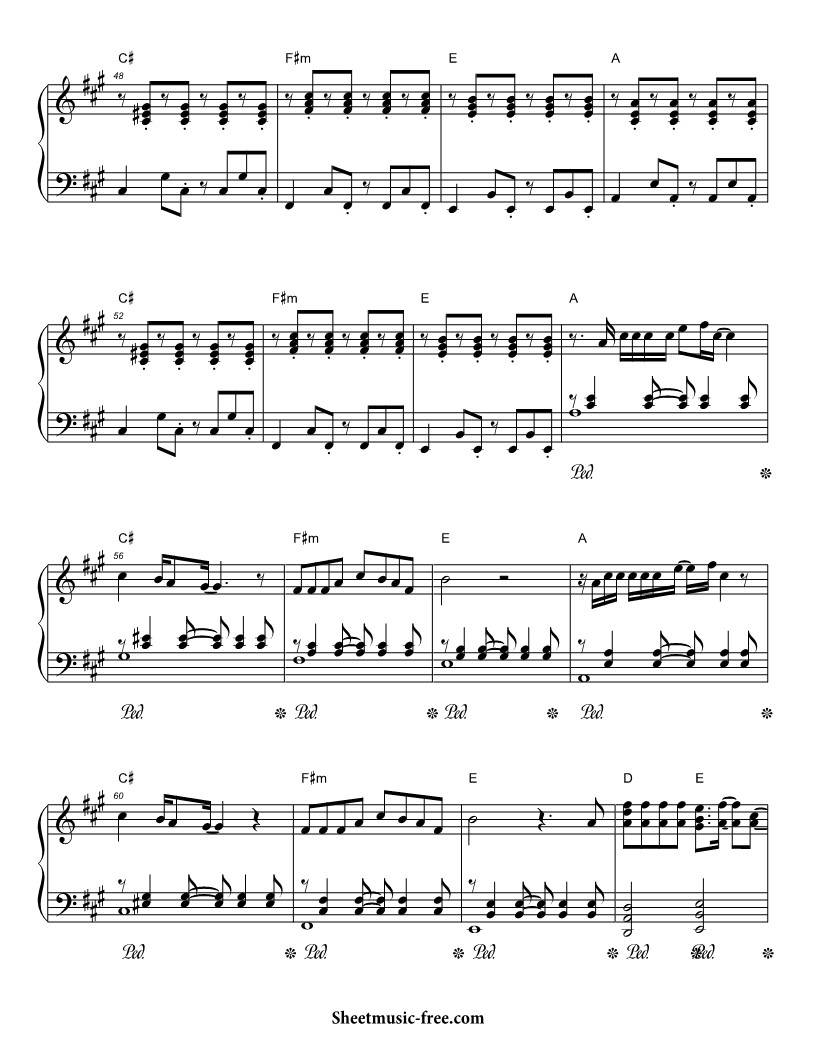 C♯ F♯m E A
48
C♯ F♯m E A
52
Ped.
C♯ F♯m E A
56
Ped. Ped. Ped. Ped.
C♯ F♯m E D E
60
Ped. Ped. Ped. Ped. Ped.
Sheetmusic-free.com